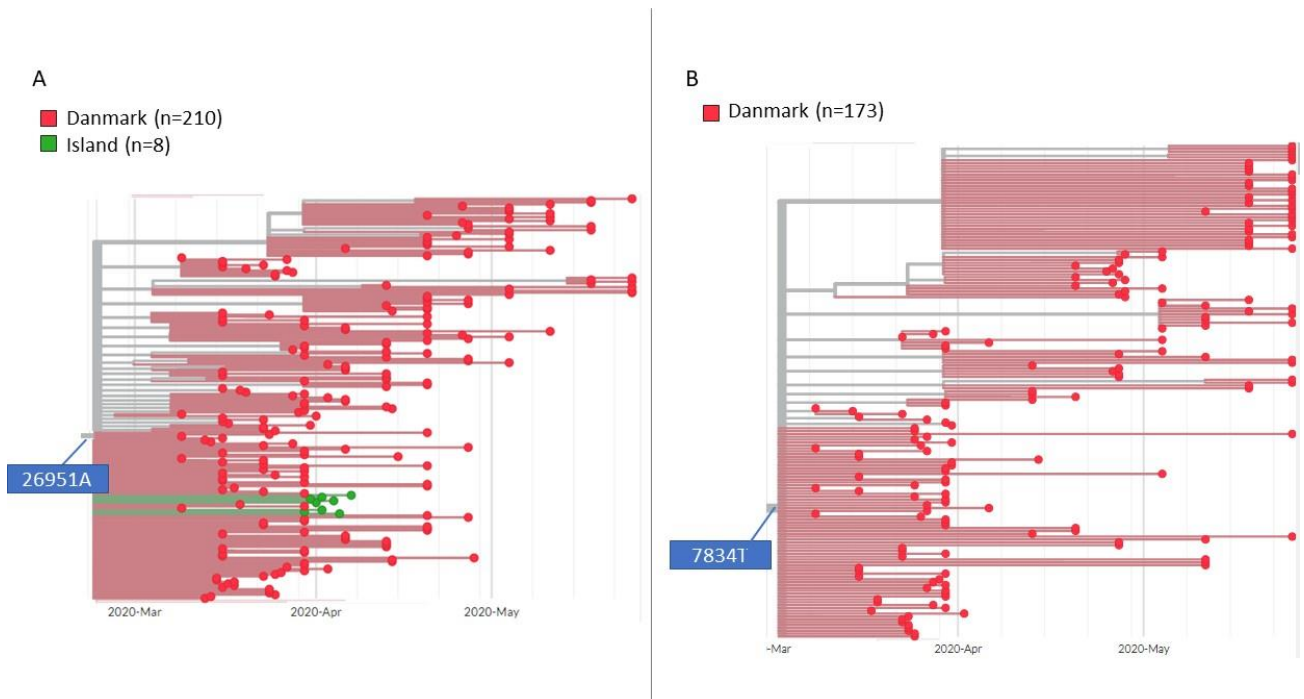 A
Danmark (n=210)
Island (n=8)
26951A
2020-Mar
2020-Apr
2020-May
B
Danmark (n=173)
7834T
-Mar
2020-Apr
2020-May